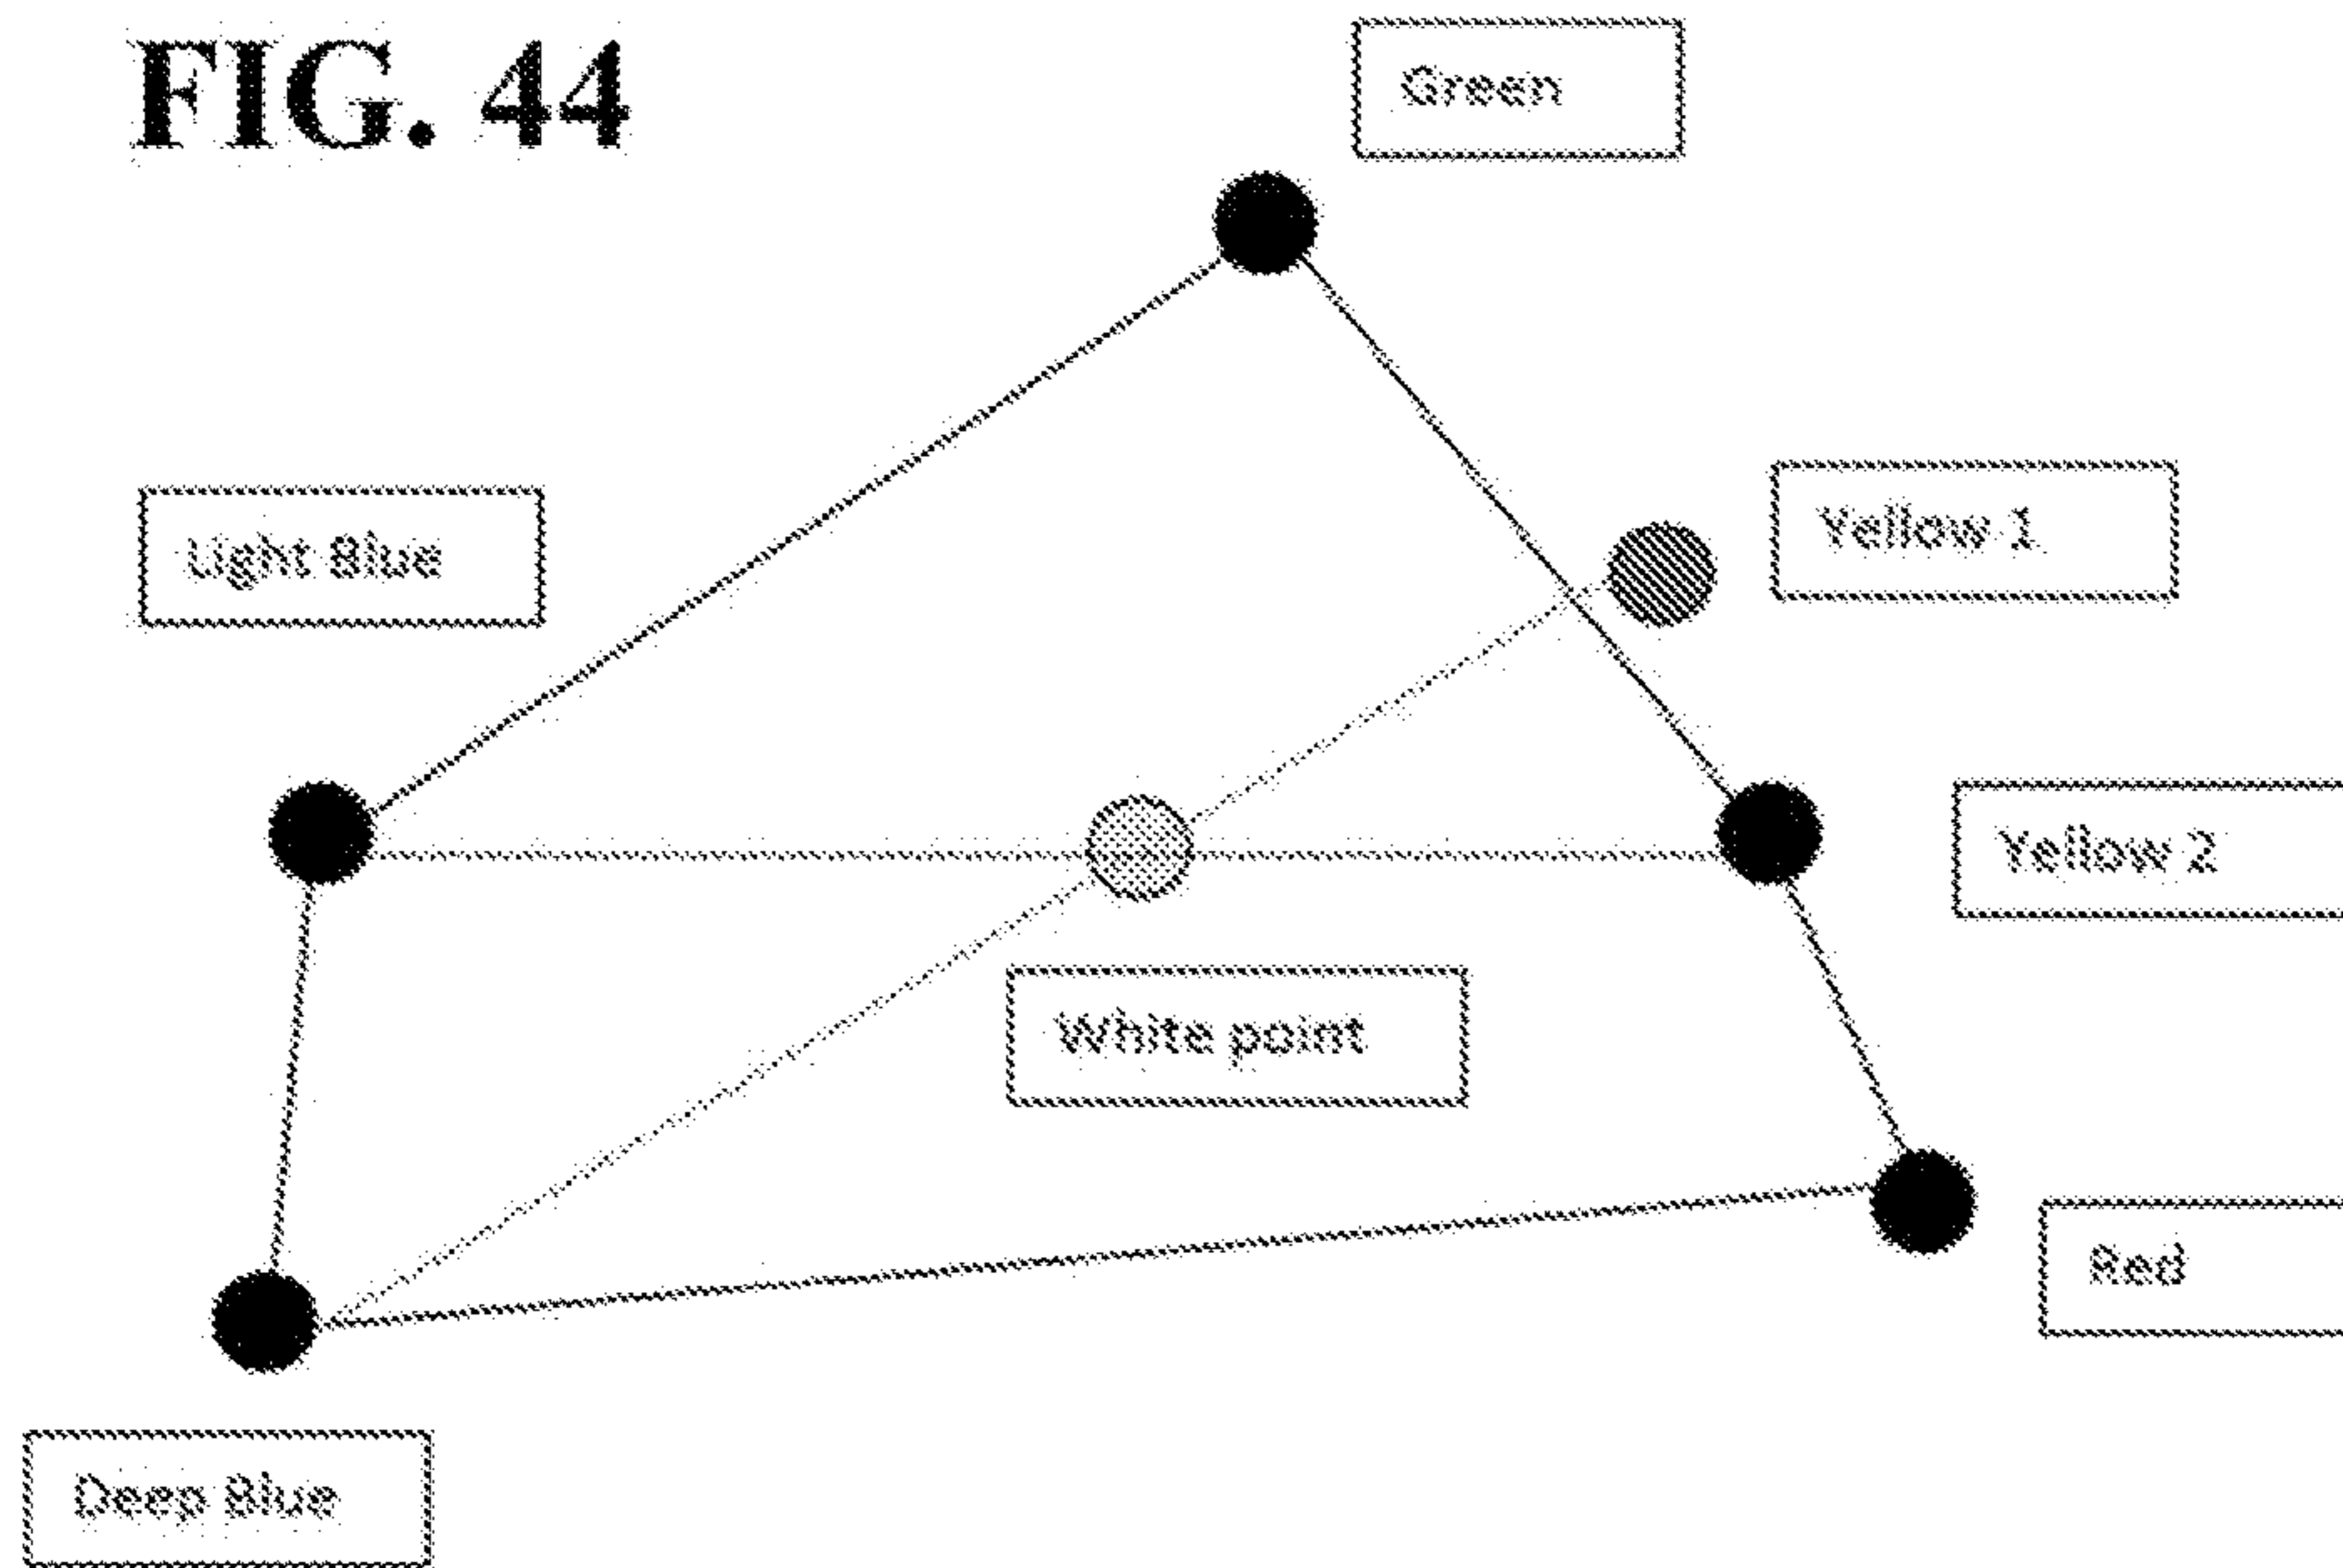 FIG. 44
Green
Light Blue
Yellow 1
Yellow 2
White point
Red
Deep Blue